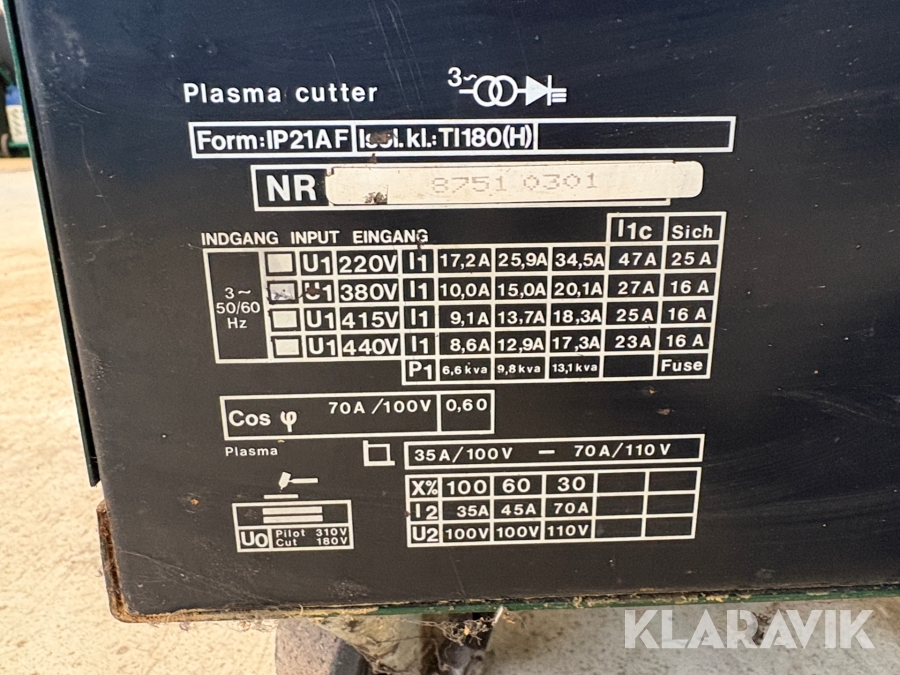 Plasma cutter 3~
Form:IP21AF Isol.kl.:TI180(H)
NR 8751 0301
INDGANG INPUT EINGANG I1c Sich
3~ 50/60 Hz
U1 220V I1 17,2A 25,9A 34,5A 47A 25A
U1 380V I1 10,0A 15,0A 20,1A 27A 16A
U1 415V I1 9,1A 13,7A 18,3A 25A 16A
U1 440V I1 8,6A 12,9A 17,3A 23A 16A
P1 6,6kva 9,8kva 13,1kva Fuse
Cos φ 70A/100V 0,60
Plasma 35A/100V — 70A/110V
X% 100 60 30
I2 35A 45A 70A
U2 100V 100V 110V
U0 Pilot 310V
Cut 180V
KLARAVIK